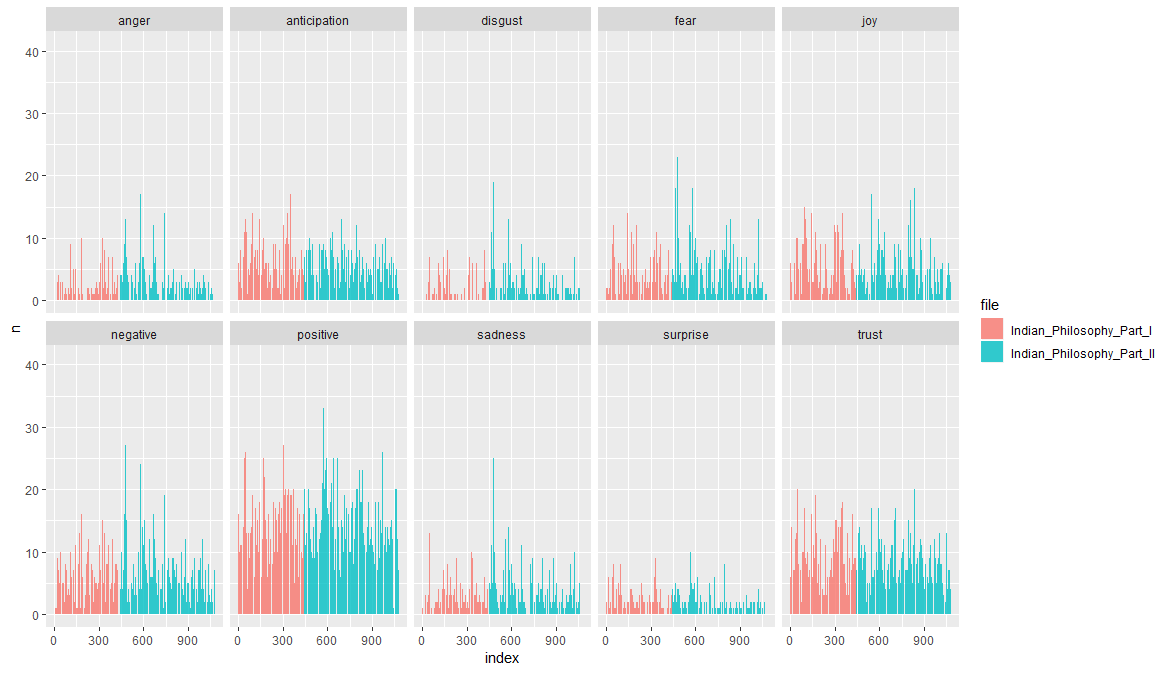 anger anticipation disgust fear joy
40
30
20
10
0
n
negative positive sadness surprise trust
40
30
20
10
0
0 300 600 900 0 300 600 900 0 300 600 900 0 300 600 900 0 300 600 900
index
file
Indian_Philosophy_Part_I
Indian_Philosophy_Part_II